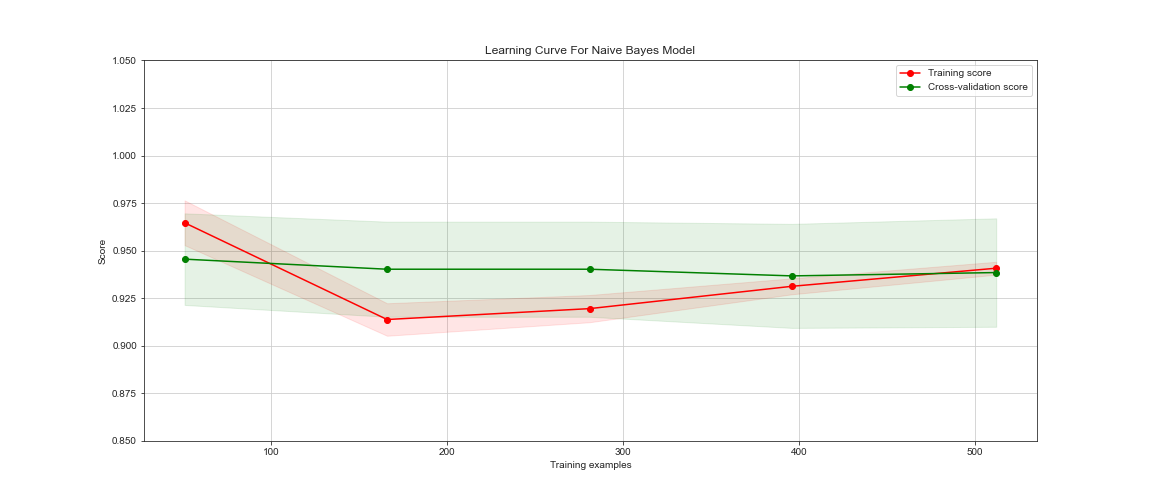 Learning Curve For Naive Bayes Model
1.050
1.025
1.000
0.975
0.950
0.925
0.900
0.875
0.850
Score
Training score
Cross-validation score
100
200
300
400
500
Training examples